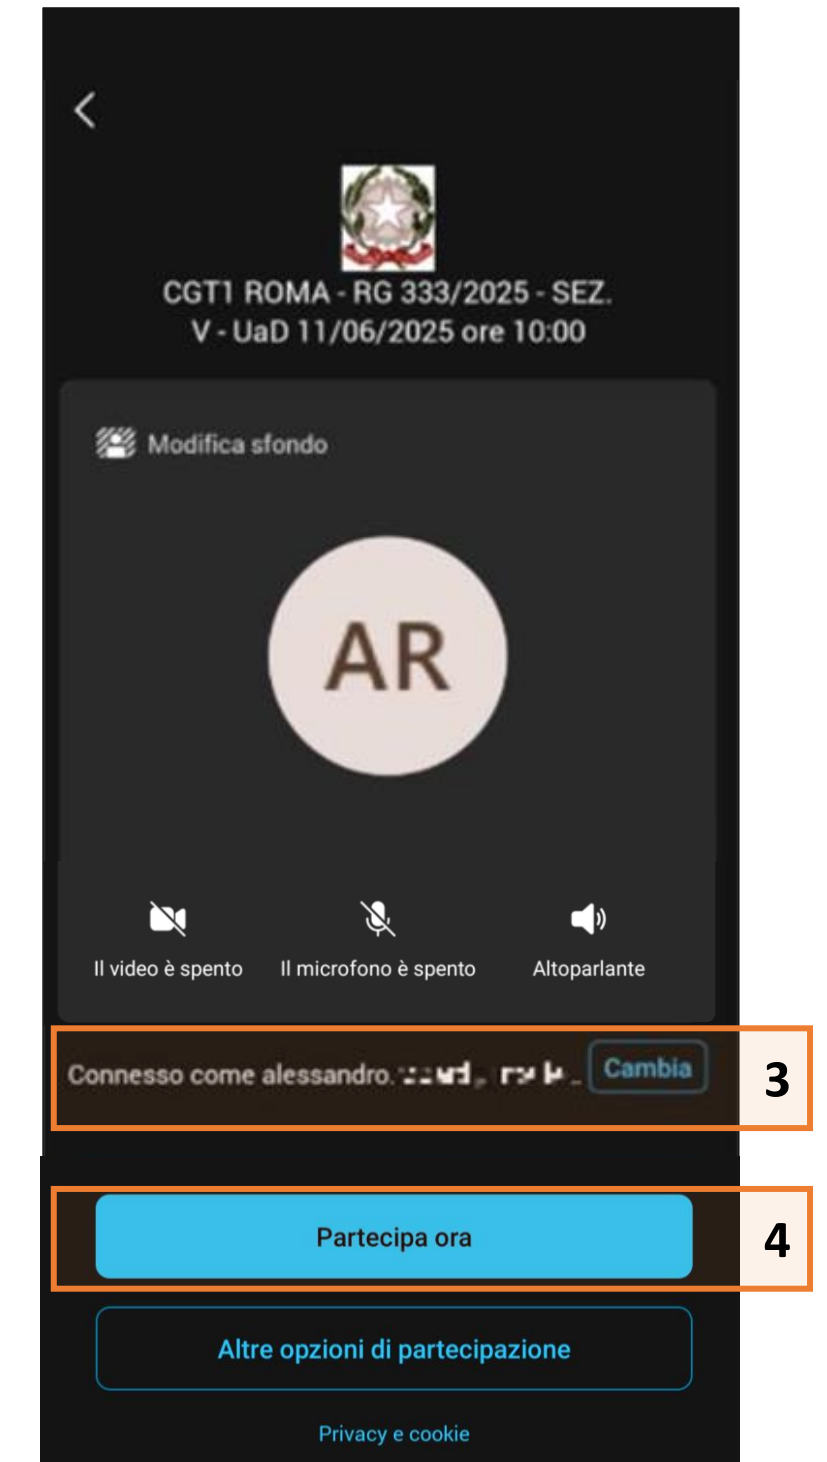 CGT1 ROMA - RG 333/2025 - SEZ.
V - UaD 11/06/2025 ore 10:00
Modifica sfondo
AR
Il video è spento
Il microfono è spento
Altoparlante
Connesso come alessandro.
Cambia
3
Partecipa ora
4
Altre opzioni di partecipazione
Privacy e cookie